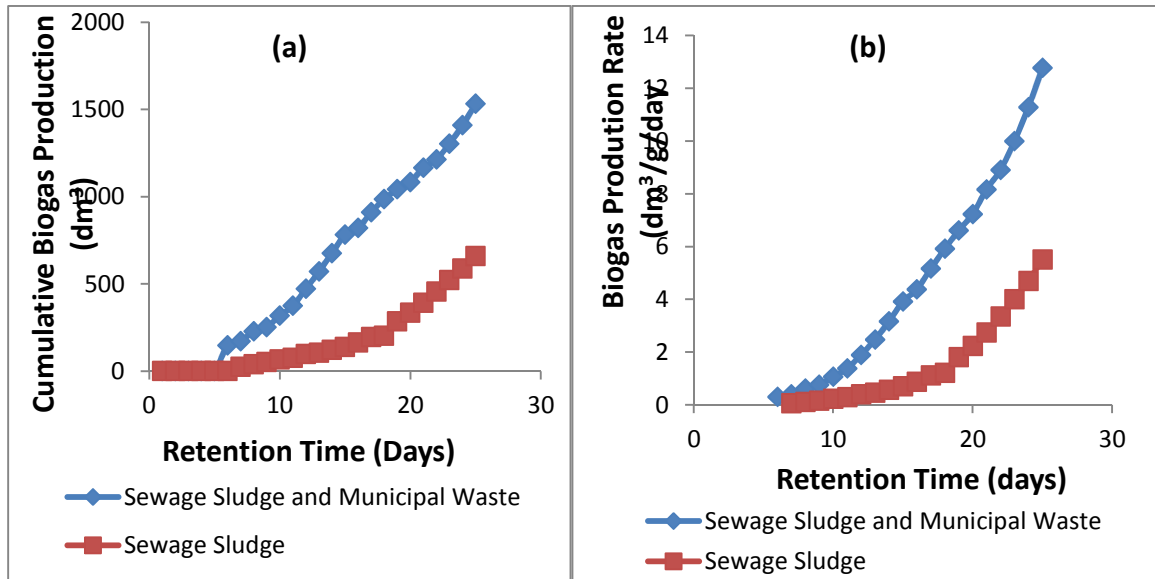 (a)
Cumulative Biogas Production
(dm³)
2000
1500
1000
500
0
0
10
20
30
Retention Time (Days)
Sewage Sludge and Municipal Waste
Sewage Sludge
(b)
Biogas Prodution Rate
(dm³/g/day
14
12
10
8
6
4
2
0
0
10
20
30
Retention Time (days)
Sewage Sludge and Municipal Waste
Sewage Sludge